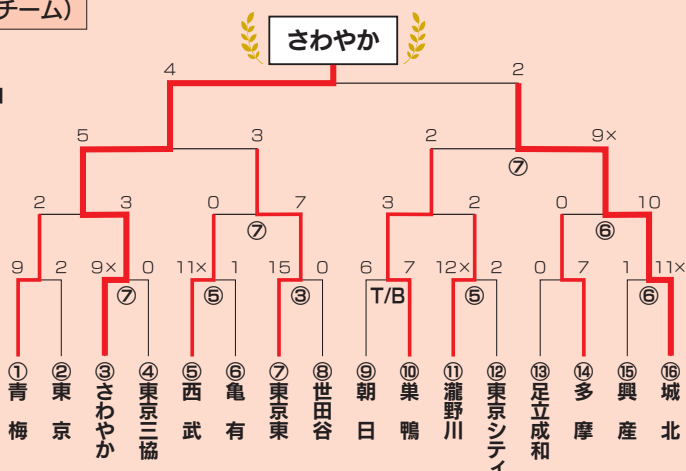 チーム）
さわやか
4 2
5 3 2 9×
⑦
2 3 0 7 3 2 0 10
⑦ ⑥
9 2 9× 0 11× 1 15 0 6 7 12× 2 0 7 1 11×
⑦ ⑤ ③ T/B ⑤ ⑥
①青梅
②東京
③さわやか
④東京三協
⑤西武
⑥亀有
⑦東京東
⑧世田谷
⑨朝日
⑩巣鴨
⑪瀧野川
⑫東京シティ
⑬足立成和
⑭多摩
⑮興産
⑯城北